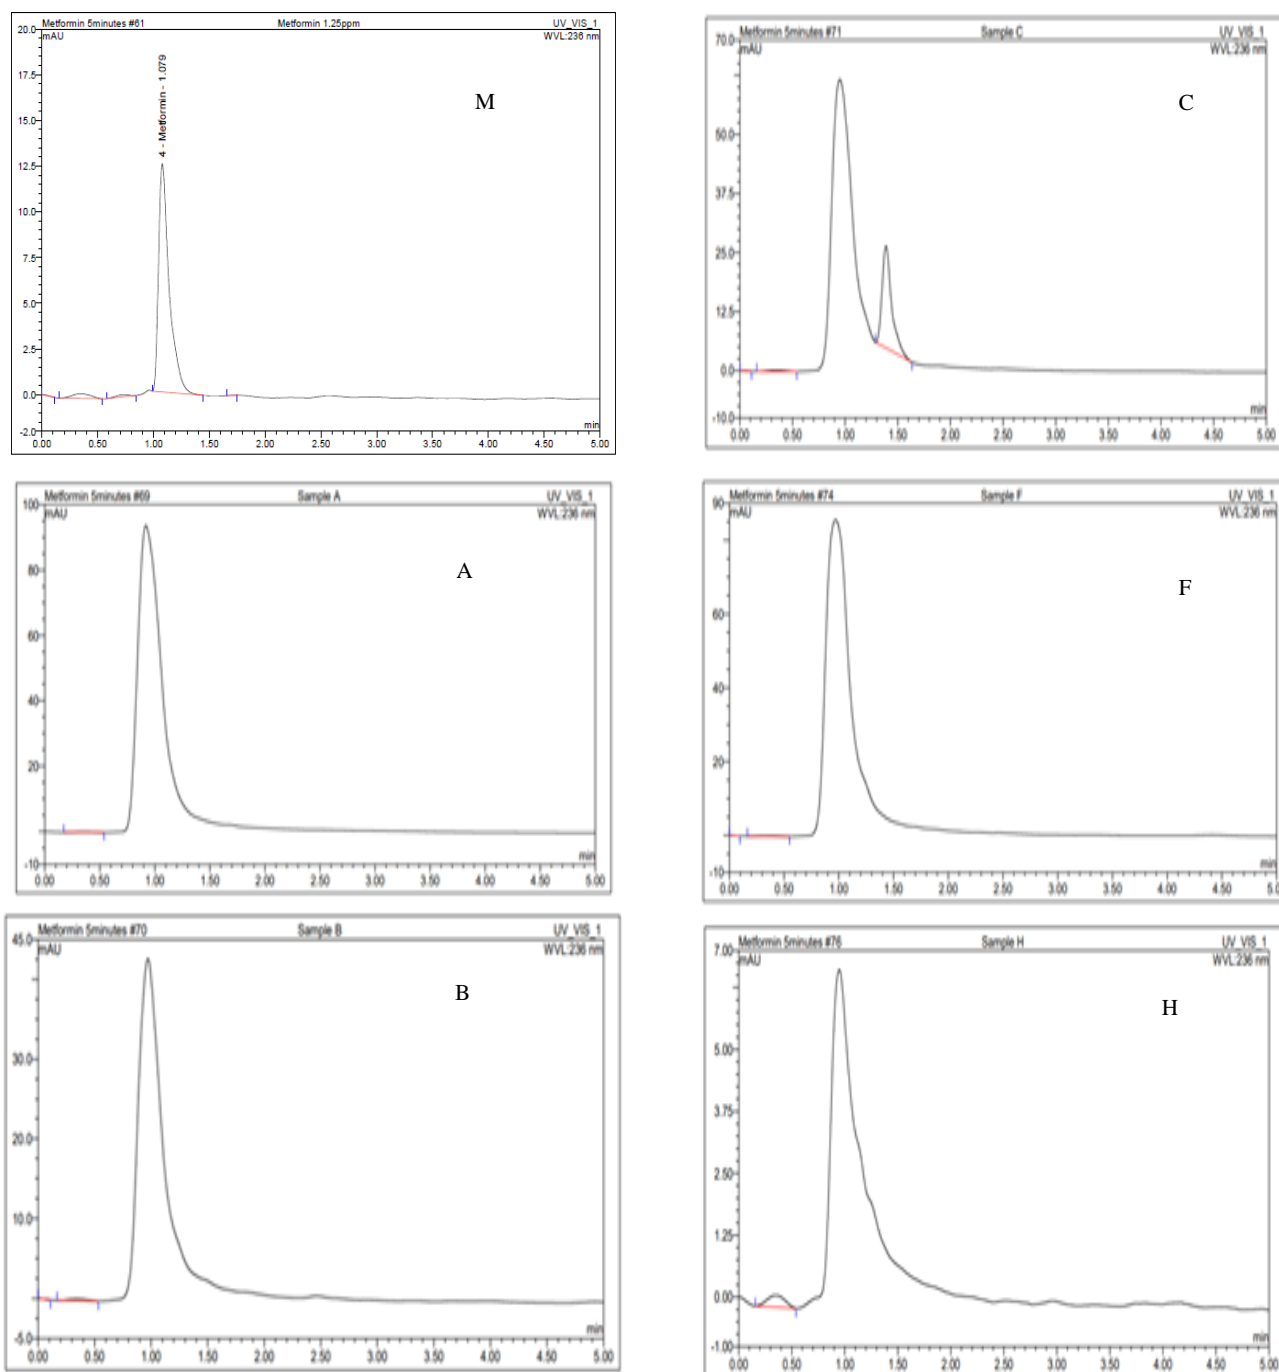 Metformin 5minutes #61 Metformin 1.25ppm UV_VIS_1
mAU WVL:236 nm
20.0
17.5
15.0
12.5
10.0
7.5
5.0
2.5
0.0
-2.0
4 - Metformin - 1.079
M
min
0.00 0.50 1.00 1.50 2.00 2.50 3.00 3.50 4.00 4.50 5.00
Metformin 5minutes #71 Sample C UV_VIS_1
mAU WVL:236 nm
70.0
50.0
37.5
25.0
12.5
0.0
-10.0
C
min
0.00 0.50 1.00 1.50 2.00 2.50 3.00 3.50 4.00 4.50 5.00
Metformin 5minutes #69 Sample A UV_VIS_1
mAU WVL:236 nm
100
80
60
40
20
0
-10
A
min
0.00 0.50 1.00 1.50 2.00 2.50 3.00 3.50 4.00 4.50 5.00
Metformin 5minutes #74 Sample F UV_VIS_1
mAU WVL:236 nm
90
60
40
20
0
-10
F
min
0.00 0.50 1.00 1.50 2.00 2.50 3.00 3.50 4.00 4.50 5.0
Metformin 5minutes #70 Sample B UV_VIS_1
mAU WVL:236 nm
45.0
30.0
20.0
10.0
0.0
-5.0
B
min
0.00 0.50 1.00 1.50 2.00 2.50 3.00 3.50 4.00 4.50 5.00
Metformin 5minutes #76 Sample H UV_VIS_1
mAU WVL:236 nm
7.00
5.00
3.75
2.50
1.25
0.00
-1.00
H
min
0.00 0.50 1.00 1.50 2.00 2.50 3.00 3.50 4.00 4.50 5.00